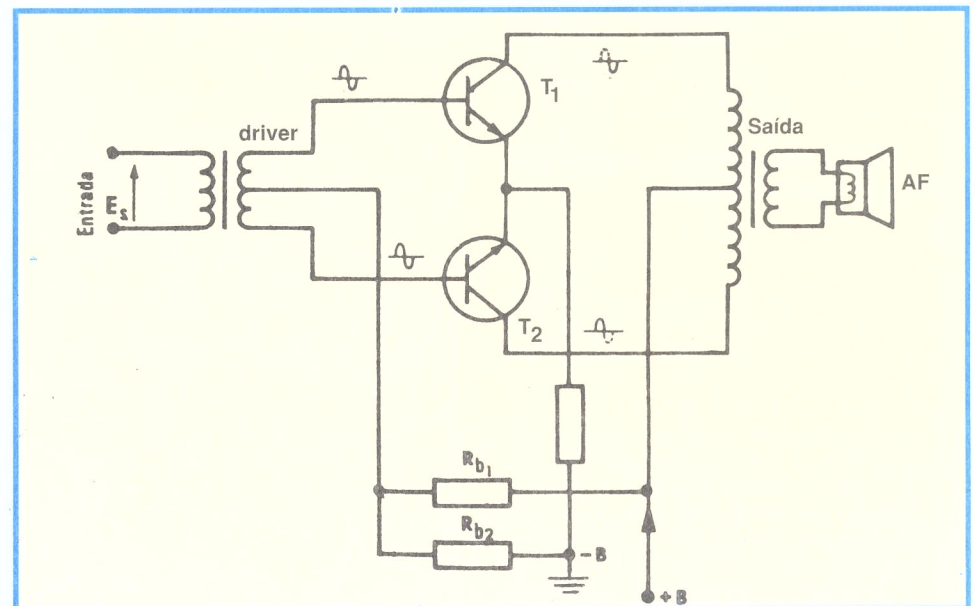 T1
driver
Saída
Entrada
Es
AF
T2
Rb1
Rb2
-B
+B